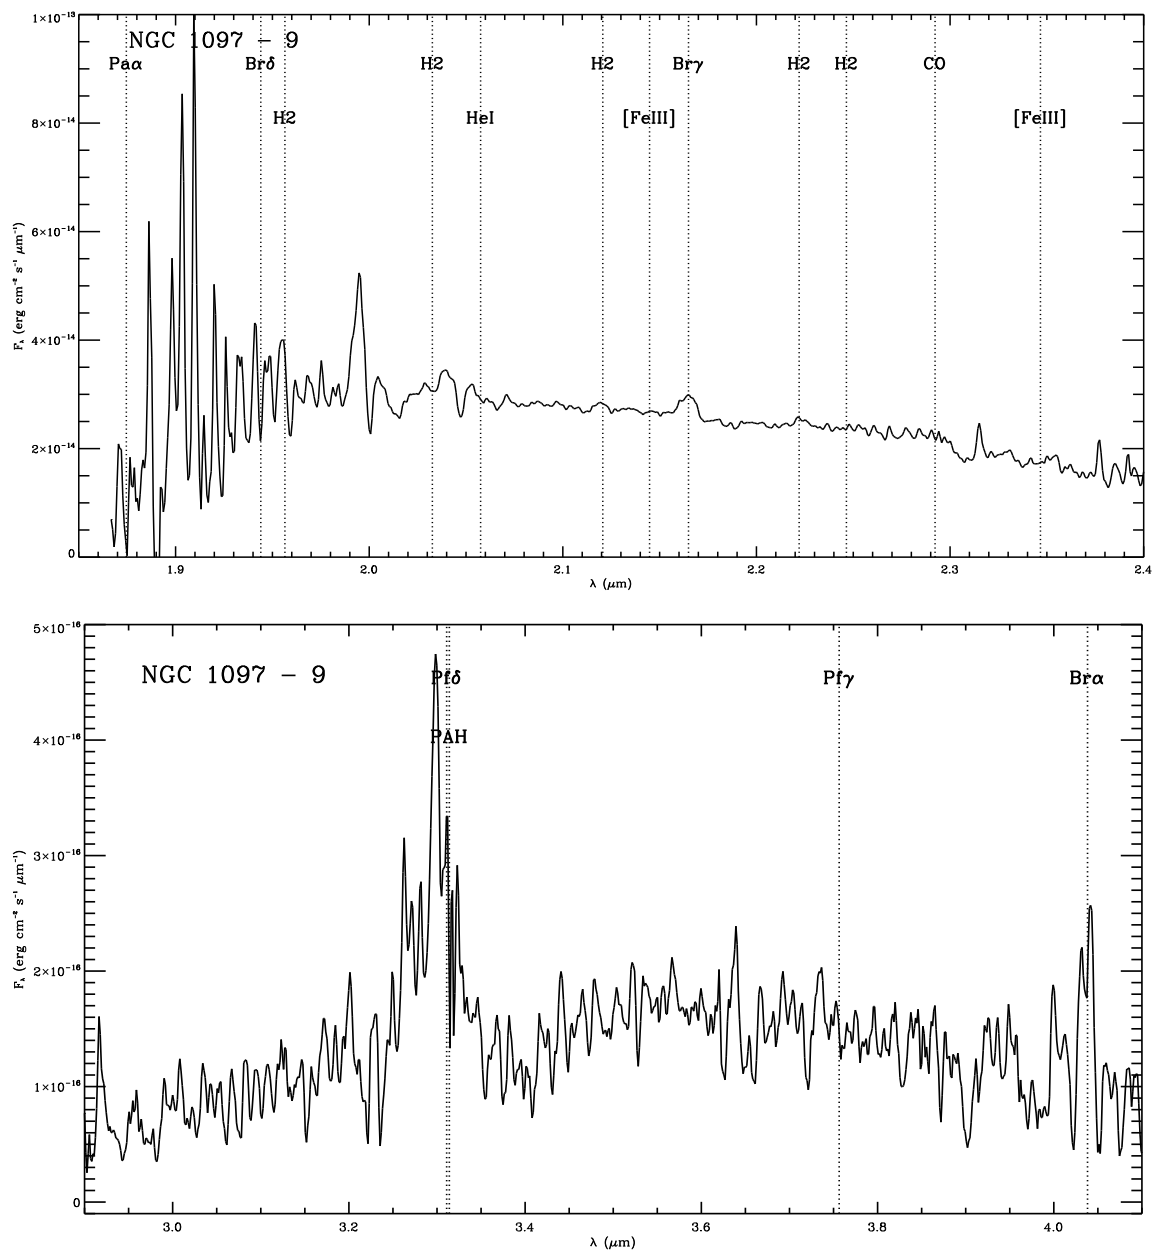 1×10⁻¹³
NGC 1097 – 9
Paα Brδ H2 H2 Brγ H2 H2 CO
H2 HeI [FeIII] [FeIII]
8×10⁻¹⁴
6×10⁻¹⁴
4×10⁻¹⁴
2×10⁻¹⁴
0
F_λ (erg cm⁻² s⁻¹ μm⁻¹)
1.9 2.0 2.1 2.2 2.3 2.4
λ (μm)
5×10⁻¹⁶
NGC 1097 – 9
Pfδ Pfγ Brα
PAH
4×10⁻¹⁶
3×10⁻¹⁶
2×10⁻¹⁶
1×10⁻¹⁶
0
F_λ (erg cm⁻² s⁻¹ μm⁻¹)
3.0 3.2 3.4 3.6 3.8 4.0
λ (μm)